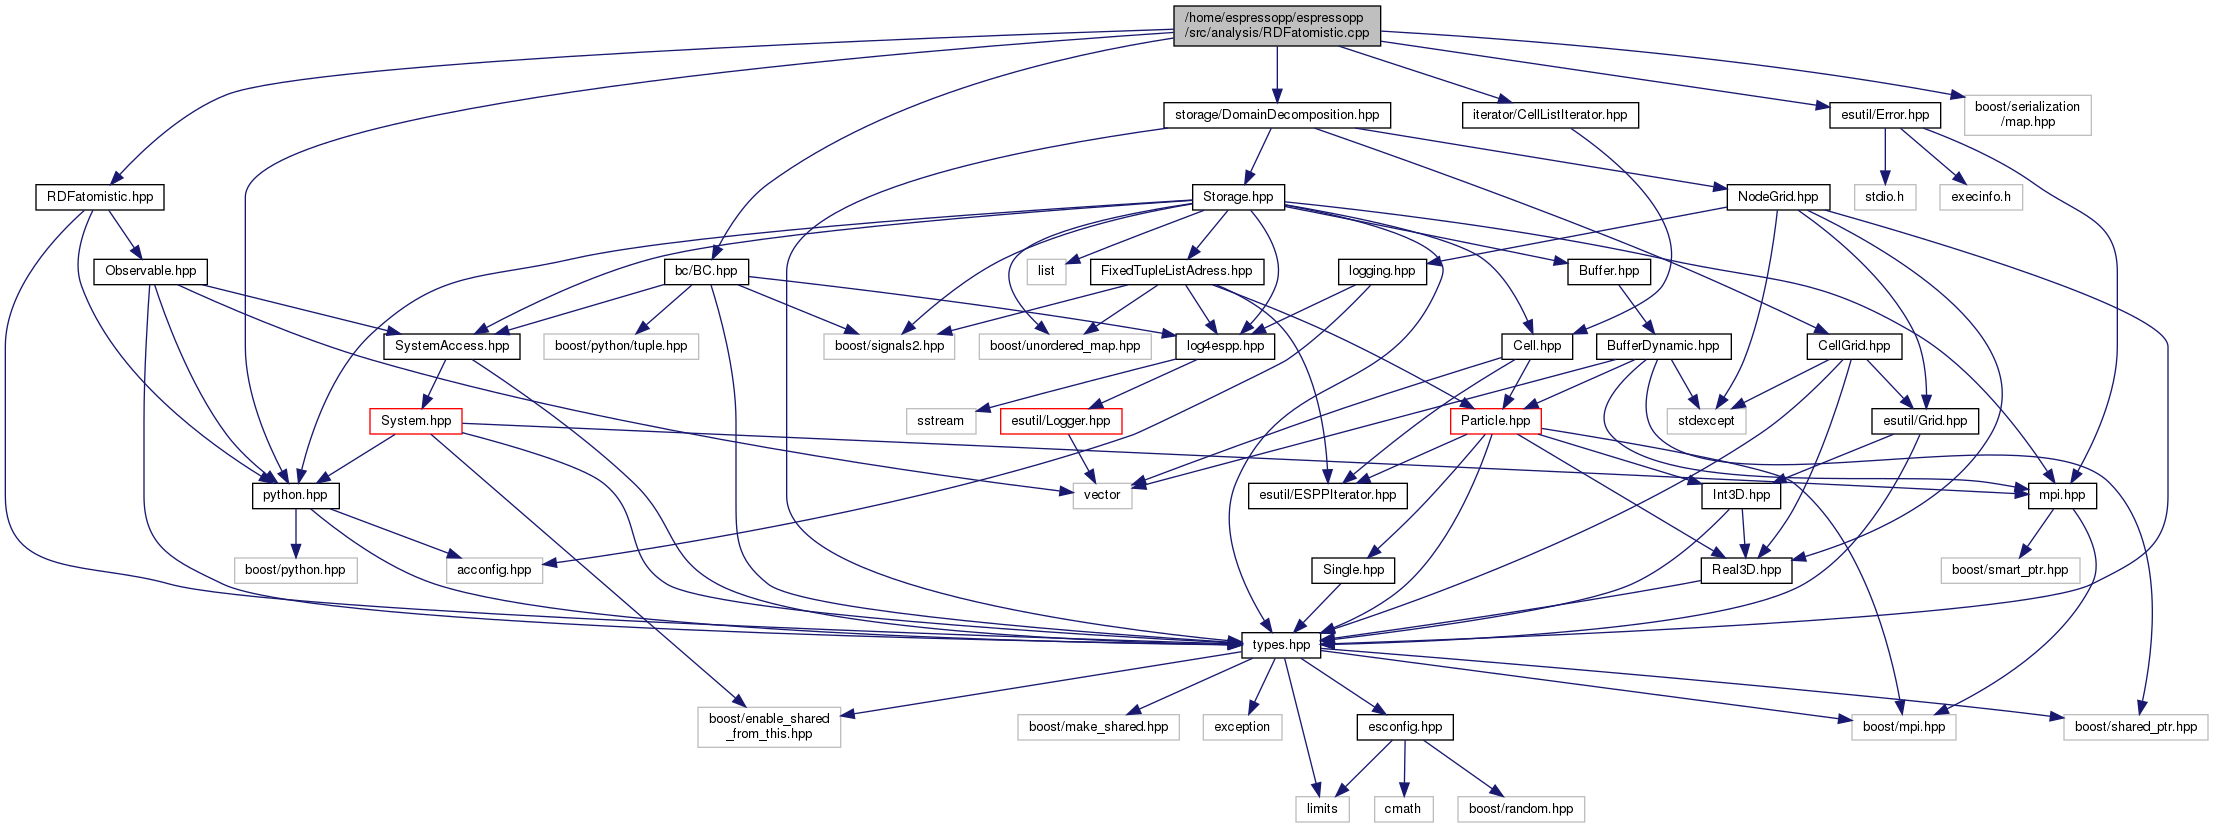 /home/espressopp/espressopp
/src/analysis/RDFatomistic.cpp
storage/DomainDecomposition.hpp
iterator/CellListIterator.hpp
esutil/Error.hpp
boost/serialization
/map.hpp
RDFatomistic.hpp
Storage.hpp
NodeGrid.hpp
stdio.h
execinfo.h
Observable.hpp
bc/BC.hpp
list
FixedTupleListAdress.hpp
logging.hpp
Buffer.hpp
SystemAccess.hpp
boost/python/tuple.hpp
boost/signals2.hpp
boost/unordered_map.hpp
log4espp.hpp
Cell.hpp
BufferDynamic.hpp
CellGrid.hpp
System.hpp
sstream
esutil/Logger.hpp
Particle.hpp
stdexcept
esutil/Grid.hpp
python.hpp
vector
esutil/ESPPIterator.hpp
Int3D.hpp
mpi.hpp
boost/python.hpp
acconfig.hpp
Single.hpp
Real3D.hpp
boost/smart_ptr.hpp
types.hpp
boost/enable_shared
_from_this.hpp
boost/make_shared.hpp
exception
esconfig.hpp
boost/mpi.hpp
boost/shared_ptr.hpp
limits
cmath
boost/random.hpp